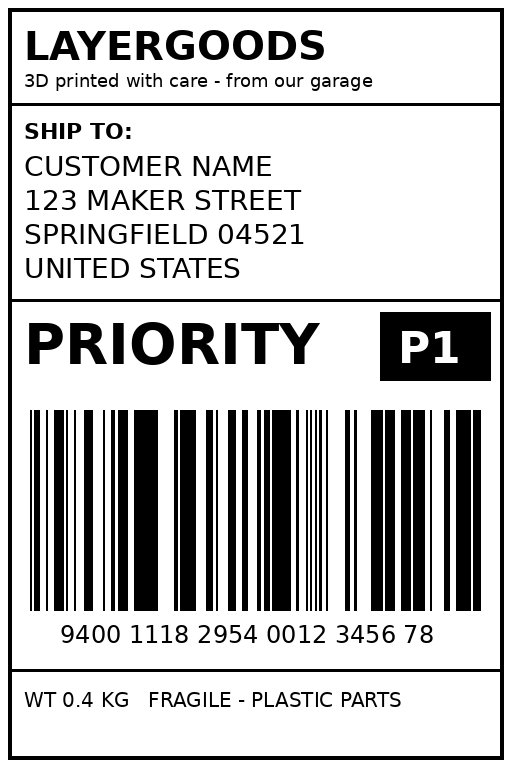 LAYERGOODS
3D printed with care - from our garage
SHIP TO:
CUSTOMER NAME
123 MAKER STREET
SPRINGFIELD 04521
UNITED STATES
PRIORITY P1
9400 1118 2954 0012 3456 78
WT 0.4 KG FRAGILE - PLASTIC PARTS